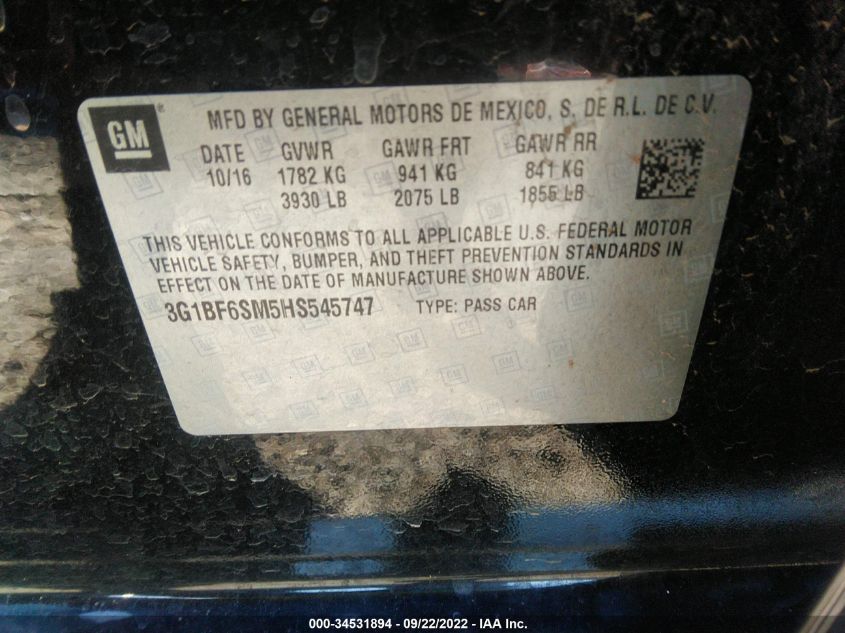 GM ®
MFD BY GENERAL MOTORS DE MEXICO, S. DE R.L. DE C.V.
DATE GVWR GAWR FRT GAWR RR
10/16 1782 KG 941 KG 841 KG
3930 LB 2075 LB 1855 LB
THIS VEHICLE CONFORMS TO ALL APPLICABLE U.S. FEDERAL MOTOR
VEHICLE SAFETY, BUMPER, AND THEFT PREVENTION STANDARDS IN
EFFECT ON THE DATE OF MANUFACTURE SHOWN ABOVE.
3G1BF6SM5HS545747 TYPE: PASS CAR
000-34531894 - 09/22/2022 - IAA Inc.